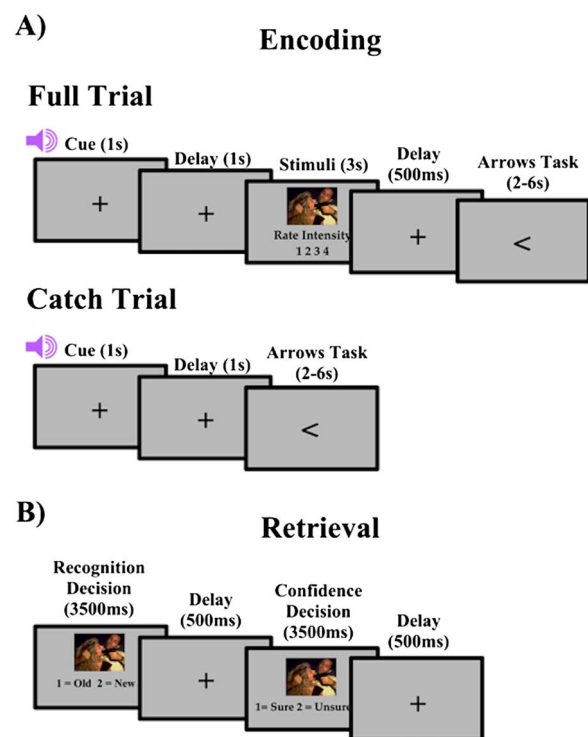 A)
Encoding
Full Trial
Cue (1s)
Delay (1s)
Stimuli (3s)
Delay
(500ms)
Arrows Task
(2-6s)
+
+
Rate Intensity
1 2 3 4
+
<
Catch Trial
Cue (1s)
Delay (1s)
Arrows Task
(2-6s)
+
+
<
B)
Retrieval
Recognition
Decision
(3500ms)
Delay
(500ms)
Confidence
Decision
(3500ms)
Delay
(500ms)
1 = Old 2 = New
+
1= Sure 2 = Unsure
+